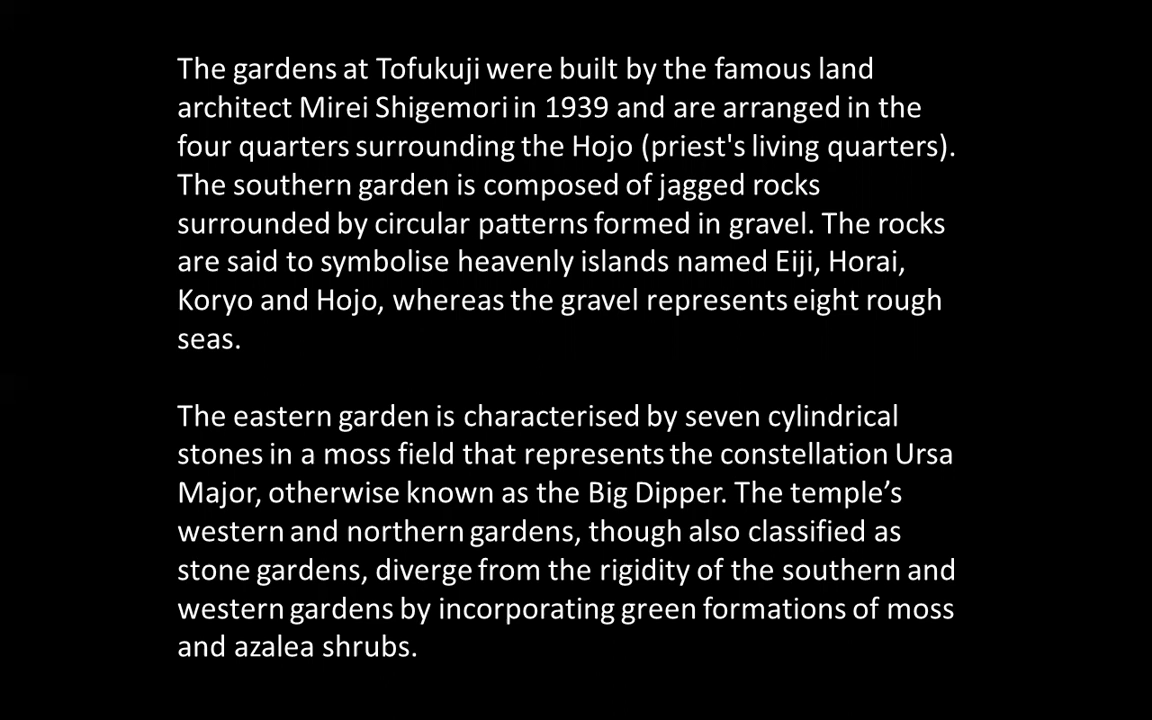 The gardens at Tofukuji were built by the famous land
architect Mirei Shigemori in 1939 and are arranged in the
four quarters surrounding the Hojo (priest's living quarters).
The southern garden is composed of jagged rocks
surrounded by circular patterns formed in gravel. The rocks
are said to symbolise heavenly islands named Eiji, Horai,
Koryo and Hojo, whereas the gravel represents eight rough
seas.
The eastern garden is characterised by seven cylindrical
stones in a moss field that represents the constellation Ursa
Major, otherwise known as the Big Dipper. The temple’s
western and northern gardens, though also classified as
stone gardens, diverge from the rigidity of the southern and
western gardens by incorporating green formations of moss
and azalea shrubs.